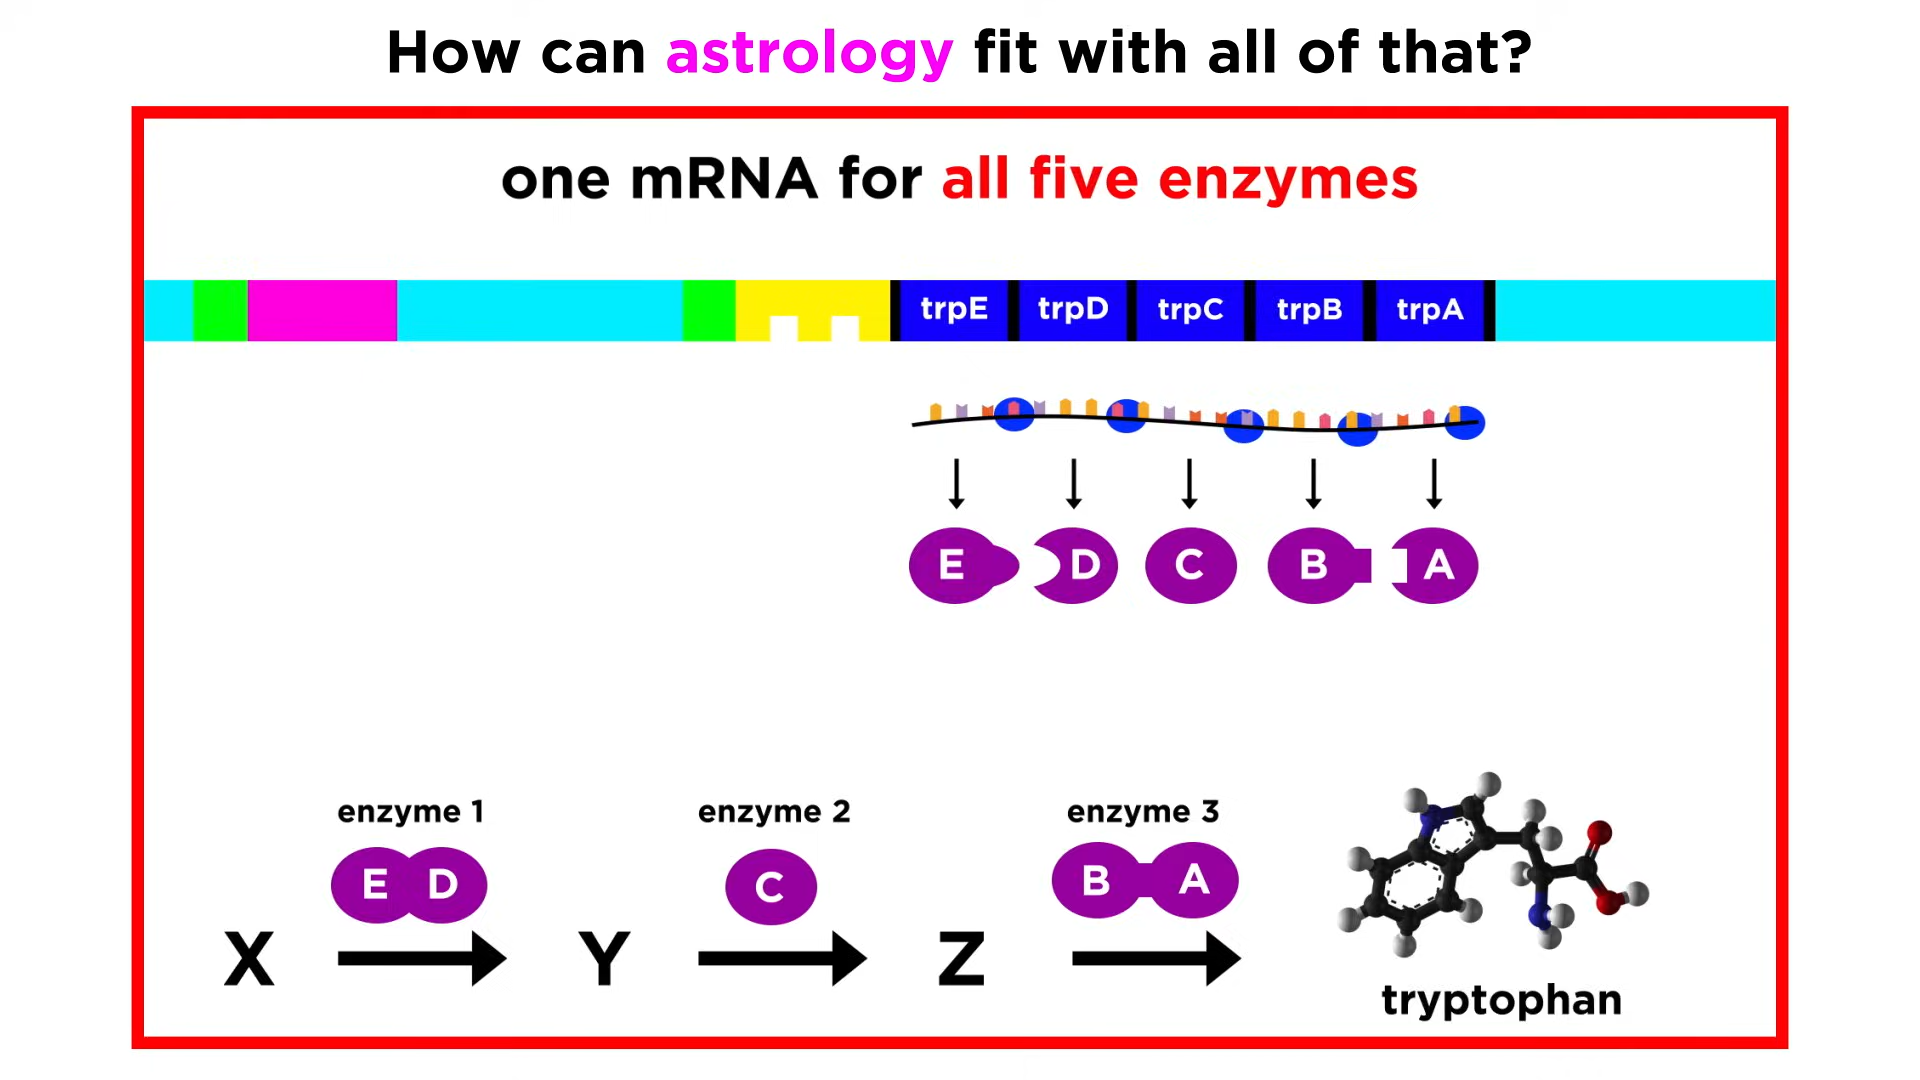 How can astrology fit with all of that?
one mRNA for all five enzymes
trpE trpD trpC trpB trpA
E D C B A
enzyme 1 enzyme 2 enzyme 3
E D C B A
X Y Z
tryptophan